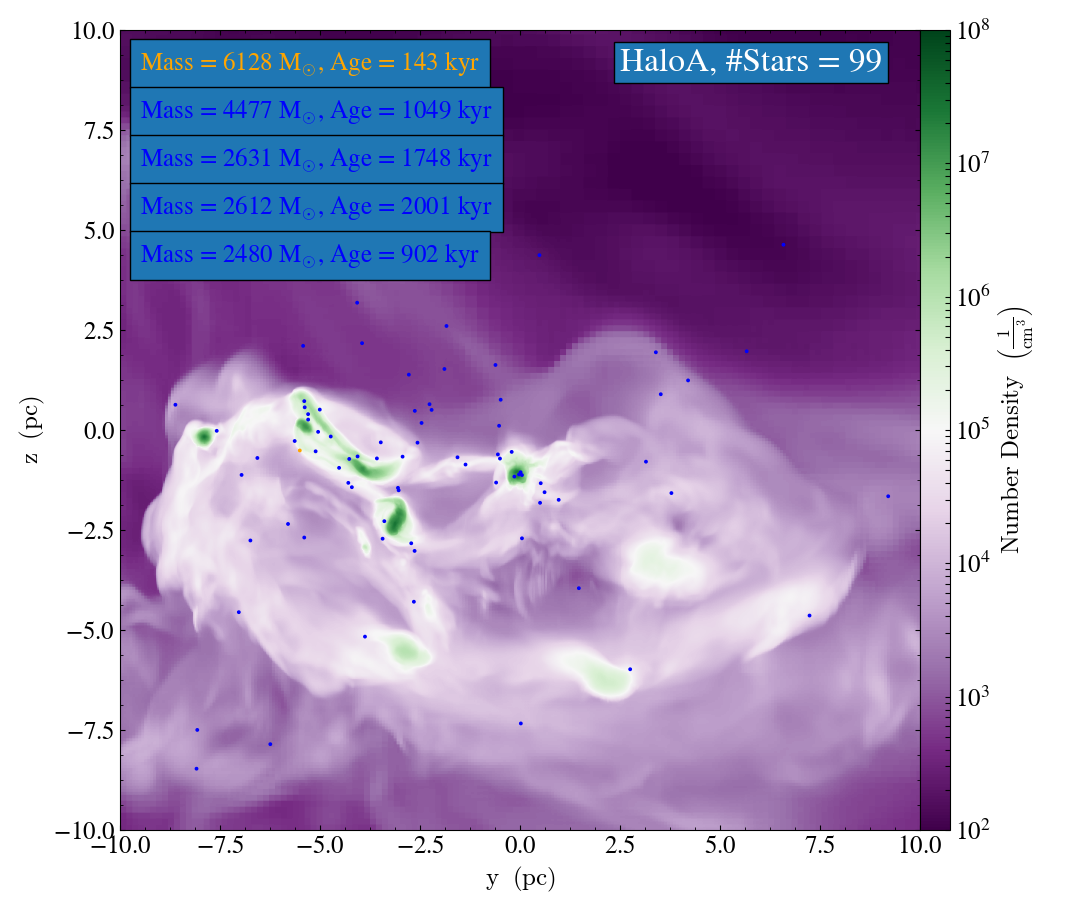 Mass = 6128 M☉, Age = 143 kyr
HaloA, #Stars = 99
Mass = 4477 M☉, Age = 1049 kyr
Mass = 2631 M☉, Age = 1748 kyr
Mass = 2612 M☉, Age = 2001 kyr
Mass = 2480 M☉, Age = 902 kyr
10.0
7.5
5.0
2.5
0.0
−2.5
−5.0
−7.5
−10.0
z (pc)
−10.0 −7.5 −5.0 −2.5 0.0 2.5 5.0 7.5 10.0
y (pc)
10⁸
10⁷
10⁶
10⁵
10⁴
10³
10²
Number Density (1/cm³)